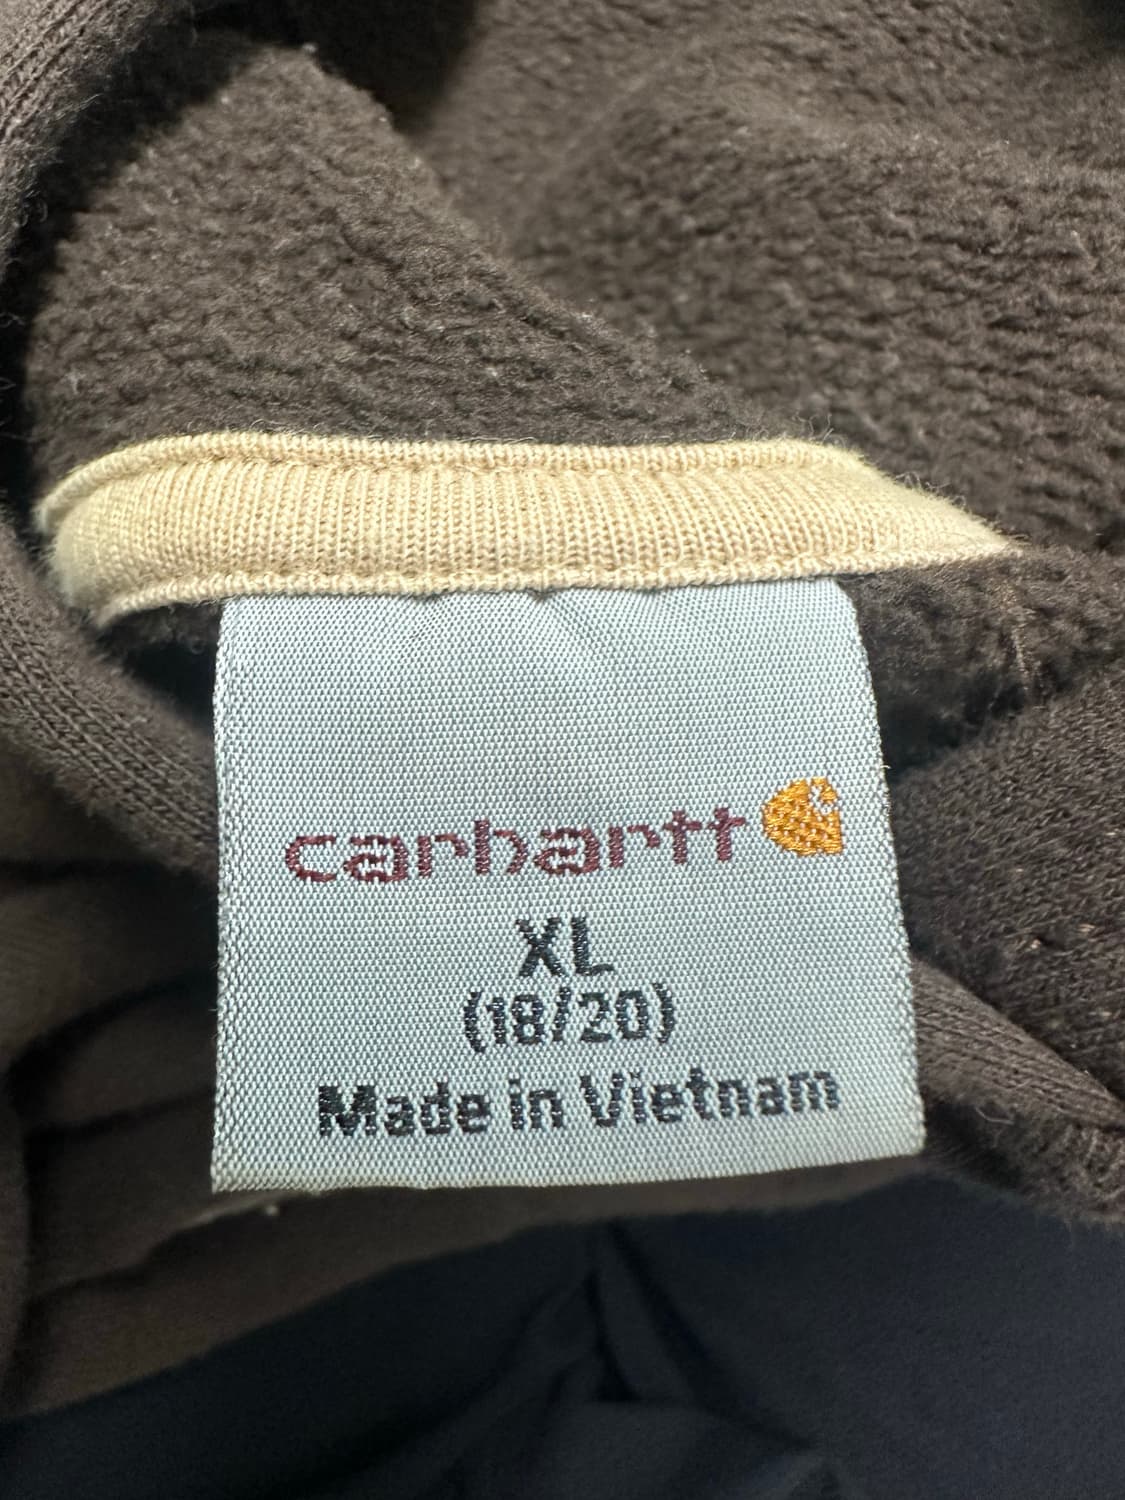 carhartt
XL
(18/20)
Made in Vietnam